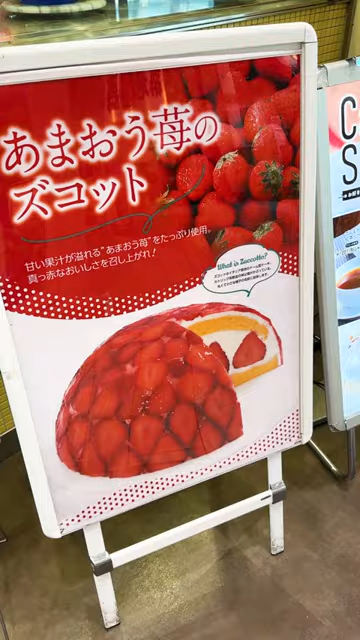 あまおう苺の
ズコット
甘い果汁が溢れる“あまおう苺”をたっぷり使用。
真っ赤なおいしさを召し上がれ！
What is Zuccotto?
C
S